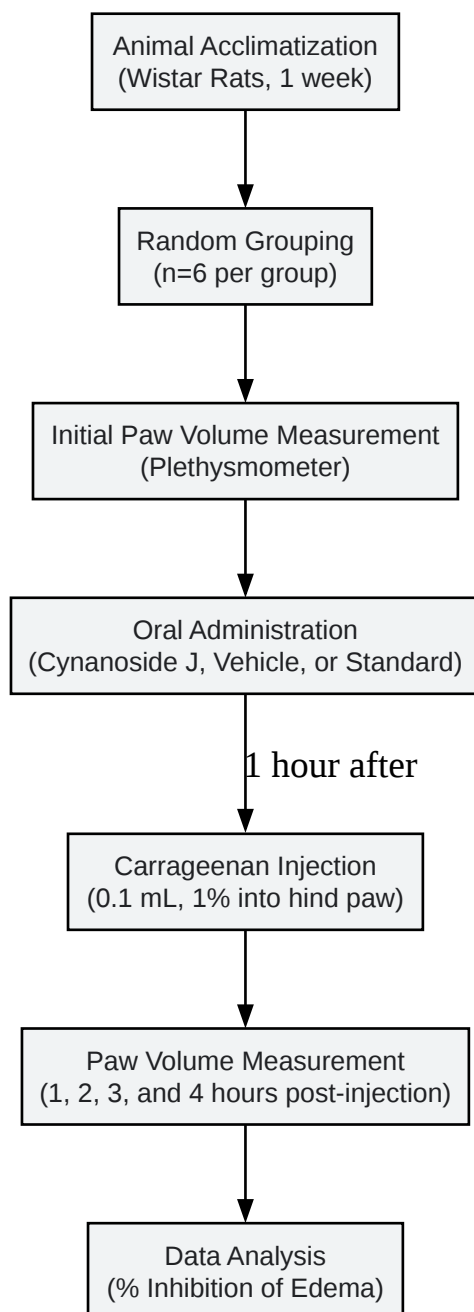 Animal Acclimatization
(Wistar Rats, 1 week)
Random Grouping
(n=6 per group)
Initial Paw Volume Measurement
(Plethysmometer)
Oral Administration
(Cynanoside J, Vehicle, or Standard)
1 hour after
Carrageenan Injection
(0.1 mL, 1% into hind paw)
Paw Volume Measurement
(1, 2, 3, and 4 hours post-injection)
Data Analysis
(% Inhibition of Edema)